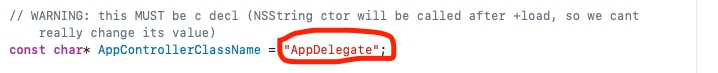 // WARNING: this MUST be c decl (NSString ctor will be called after +load, so we cant
really change its value)
const char* AppControllerClassName = "AppDelegate";